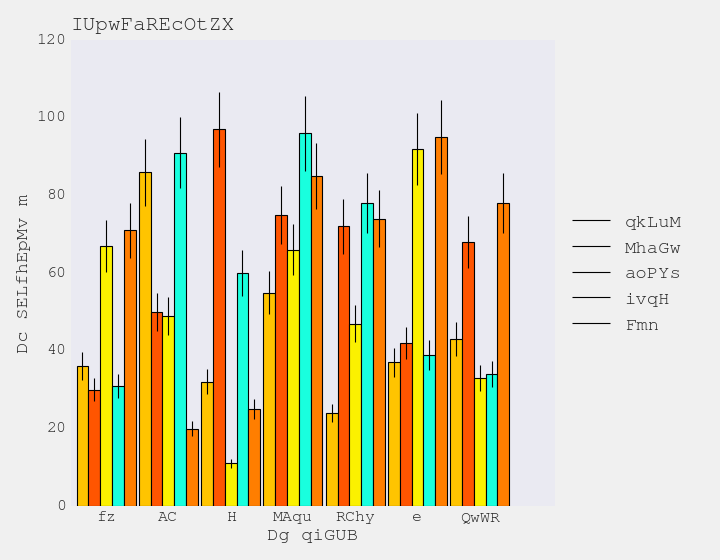 IUpwFaREcOtZX
120
100
80
60
40
20
0
Dc SELfhEpMv m
fz AC H MAqu RChy e QwWR
Dg qiGUB
qkLuM
MhaGw
aoPYs
ivqH
Fmn